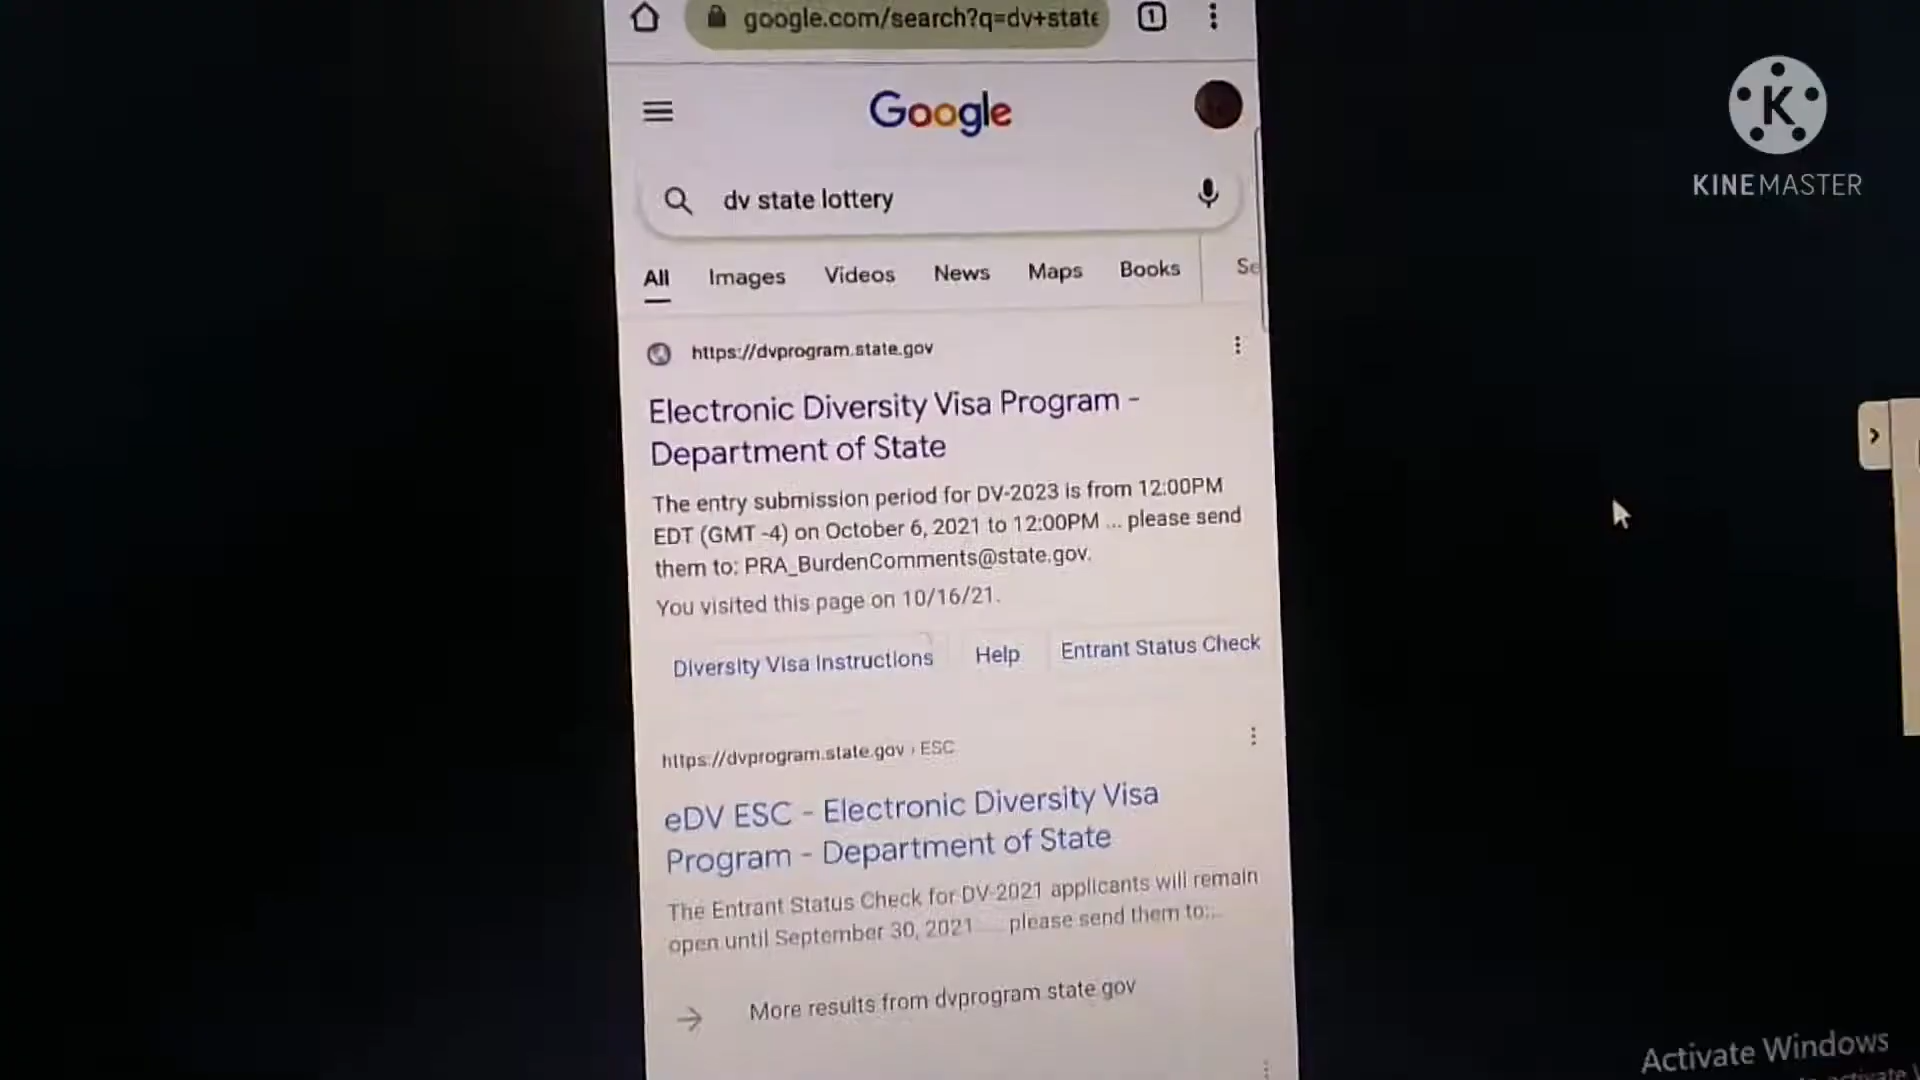 google.com/search?q=dv+state
1
Google
dv state lottery
All Images Videos News Maps Books Se
https://dvprogram.state.gov
Electronic Diversity Visa Program -
Department of State
The entry submission period for DV-2023 is from 12:00PM
EDT (GMT -4) on October 6, 2021 to 12:00PM ... please send
them to: PRA_BurdenComments@state.gov.
You visited this page on 10/16/21.
Diversity Visa Instructions Help Entrant Status Check
https://dvprogram.state.gov › ESC
eDV ESC - Electronic Diversity Visa
Program - Department of State
The Entrant Status Check for DV-2021 applicants will remain
open until September 30, 2021 .... please send them to:..
More results from dvprogram.state.gov
K
KINEMASTER
Activate Windows